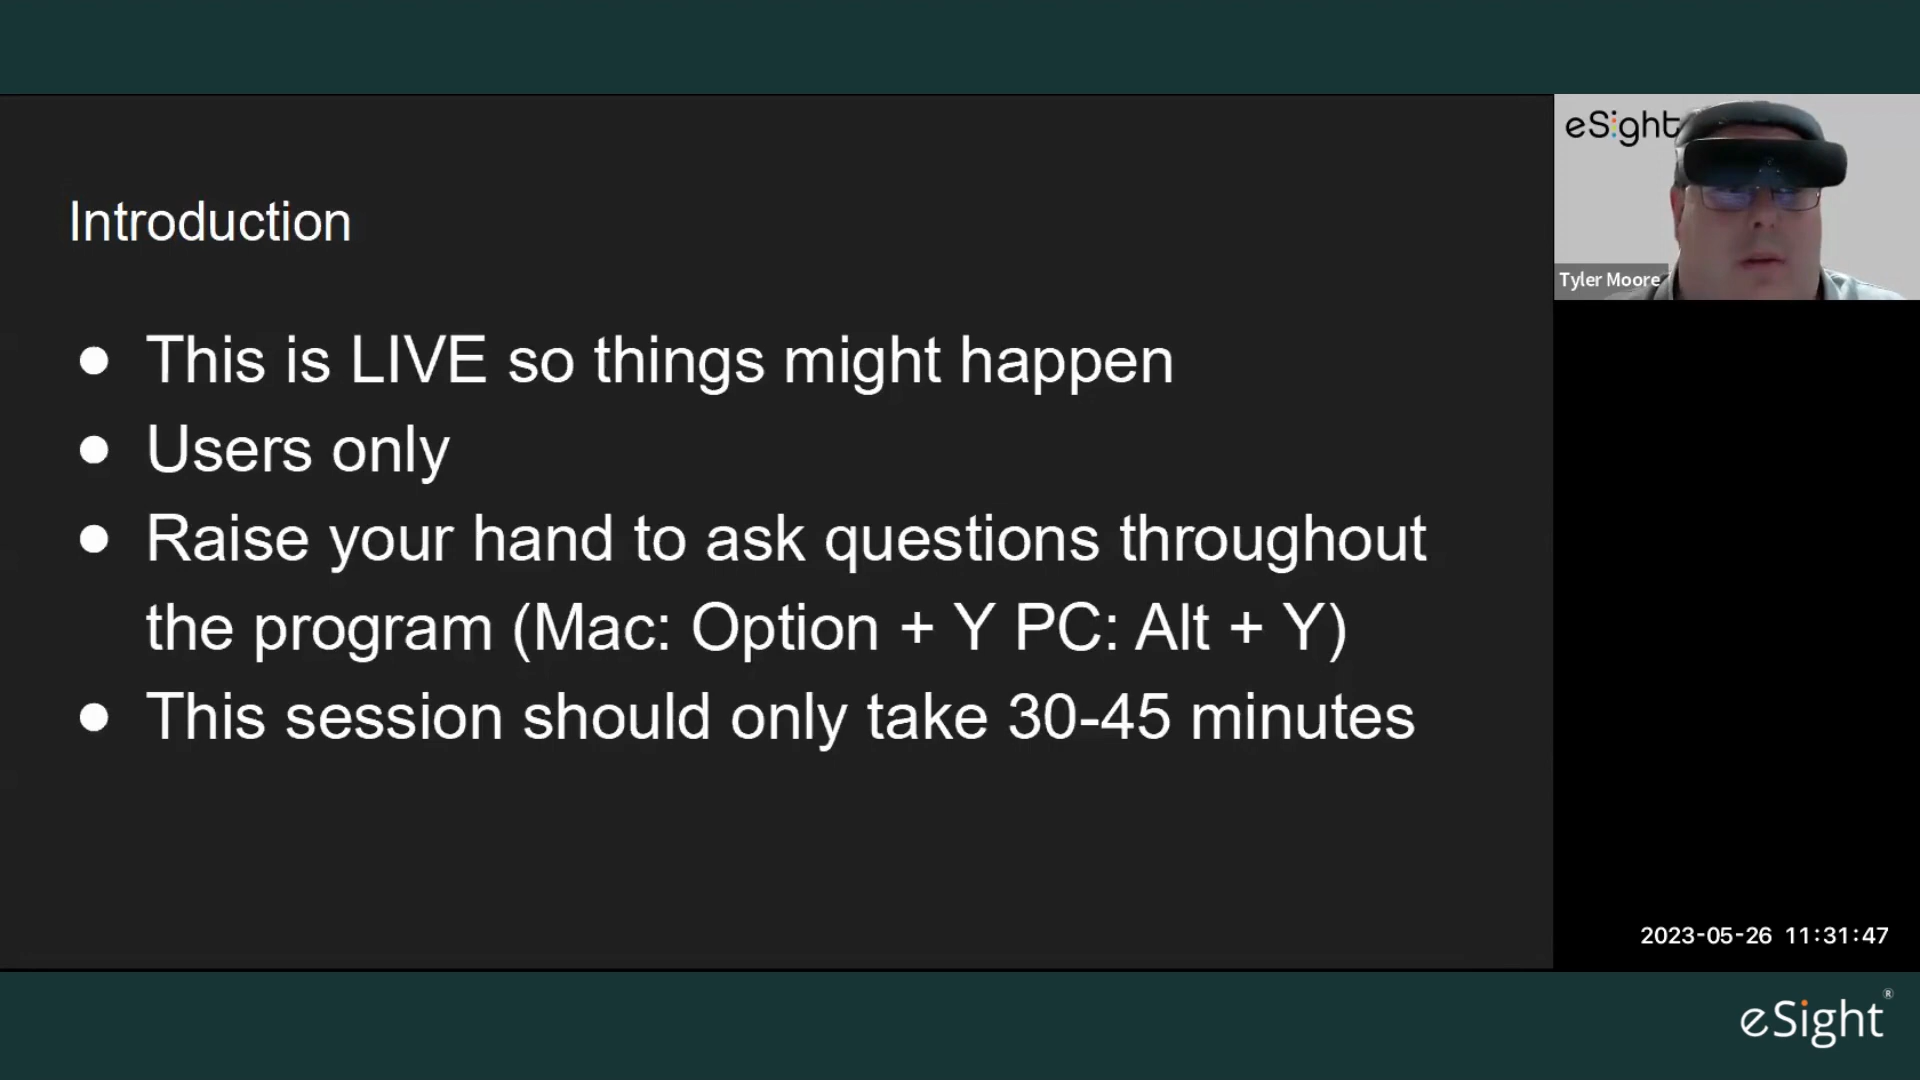 Introduction
● This is LIVE so things might happen
● Users only
● Raise your hand to ask questions throughout
the program (Mac: Option + Y PC: Alt + Y)
● This session should only take 30-45 minutes
eSight
Tyler Moore
2023-05-26 11:31:47
eSight®